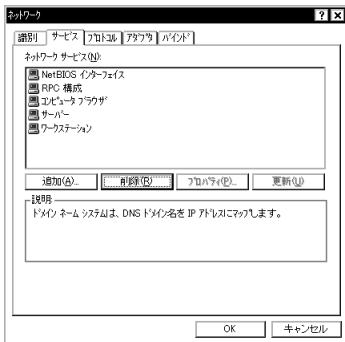 ネットワーク
識別 サービス プロトコル アダプタ バインド
ネットワーク サービス(N):
NetBIOS インターフェイス
RPC 構成
コンピュータ ブラウザ
サーバー
ワークステーション
追加(A)... 削除(R) プロパティ(P)... 更新(U)
説明:
ドメイン ネーム システムは、DNS ドメイン名を IP アドレスにマップします。
OK キャンセル